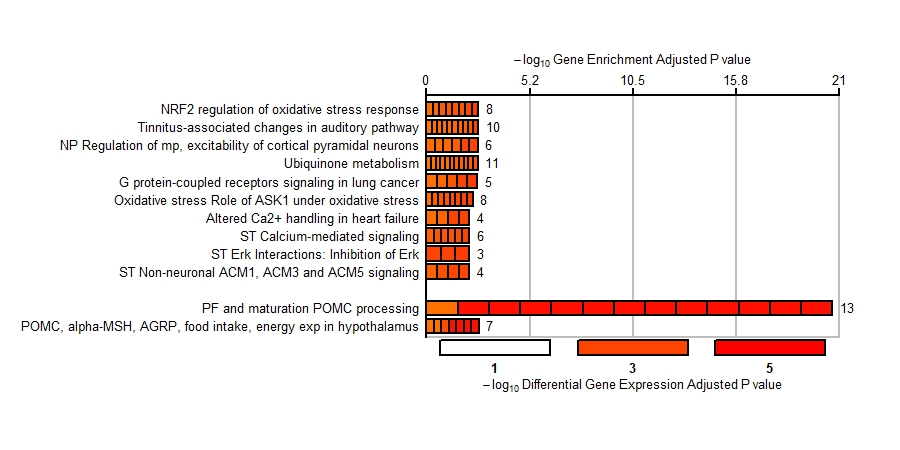 −log10 Gene Enrichment Adjusted P value
0 5.2 10.5 15.8 21
NRF2 regulation of oxidative stress response 8
Tinnitus-associated changes in auditory pathway 10
NP Regulation of mp, excitability of cortical pyramidal neurons 6
Ubiquinone metabolism 11
G protein-coupled receptors signaling in lung cancer 5
Oxidative stress Role of ASK1 under oxidative stress 8
Altered Ca2+ handling in heart failure 4
ST Calcium-mediated signaling 6
ST Erk Interactions: Inhibition of Erk 3
ST Non-neuronal ACM1, ACM3 and ACM5 signaling 4
PF and maturation POMC processing 13
POMC, alpha-MSH, AGRP, food intake, energy exp in hypothalamus 7
1 3 5
−log10 Differential Gene Expression Adjusted P value